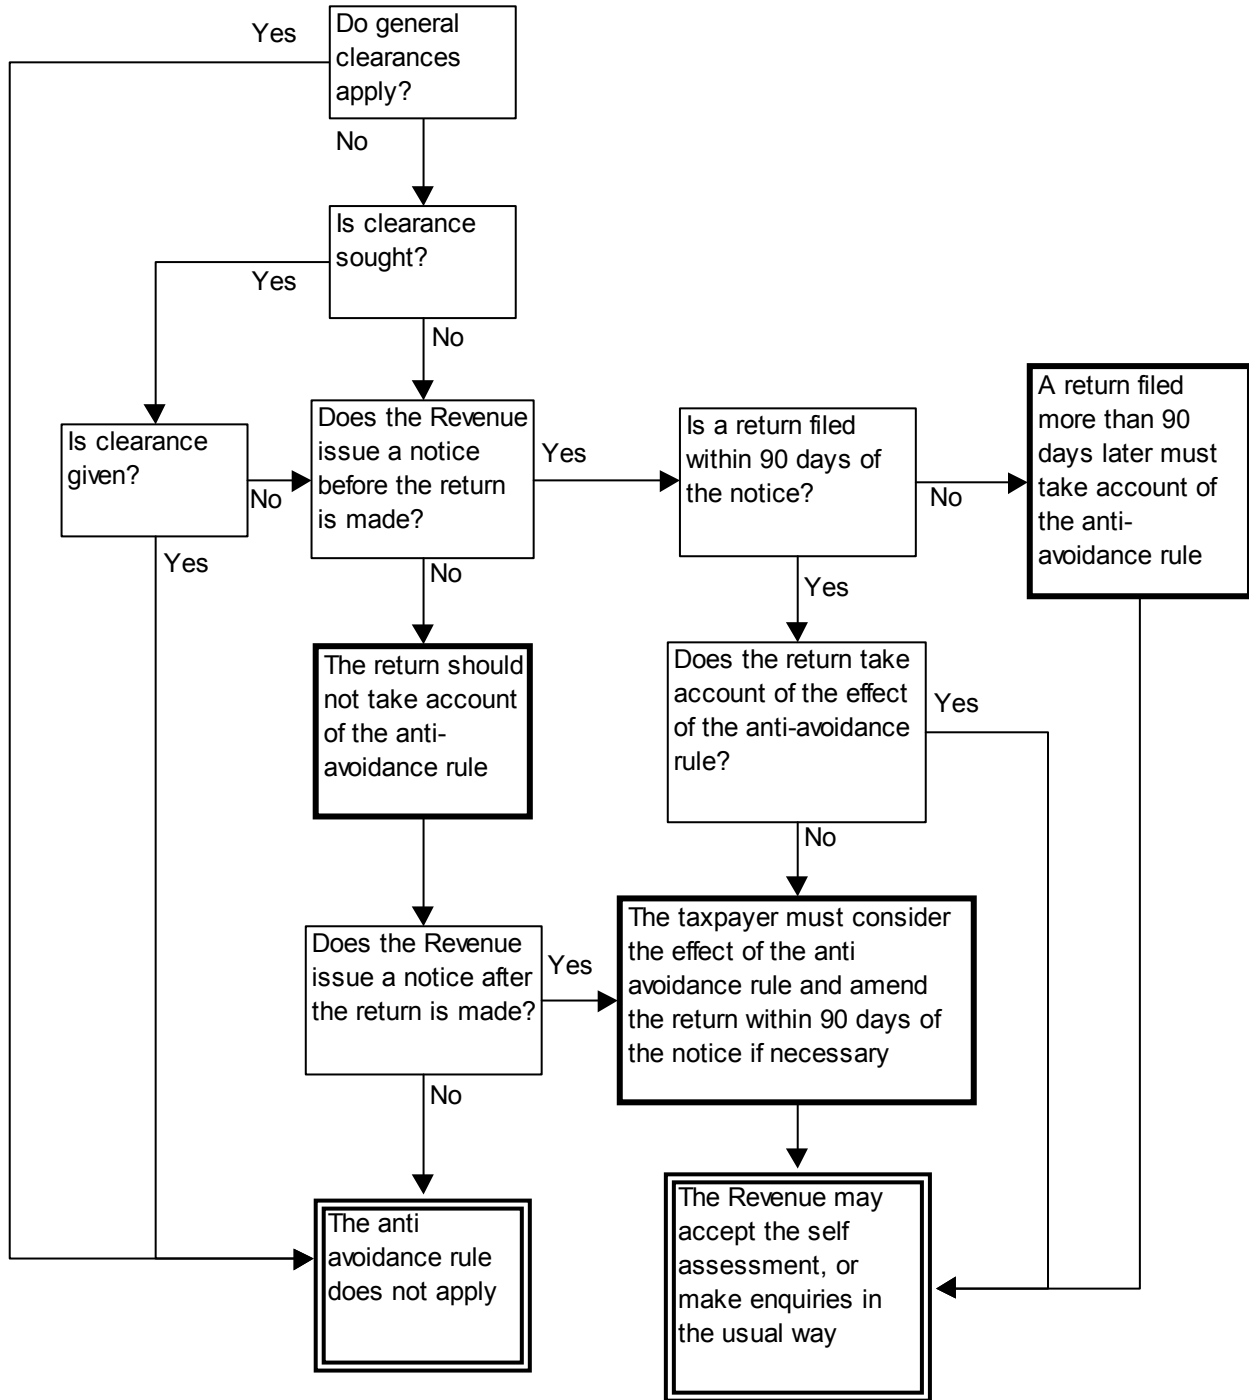 Yes
Do general
clearances
apply?
No
Is clearance
sought?
Yes
No
Is clearance
given?
No
Yes
Does the Revenue
issue a notice
before the return
is made?
Yes
No
Is a return filed
within 90 days of
the notice?
No
Yes
A return filed
more than 90
days later must
take account of
the anti-
avoidance rule
The return should
not take account
of the anti-
avoidance rule
Does the return take
account of the effect
of the anti-avoidance
rule?
Yes
No
Does the Revenue
issue a notice after
the return is made?
Yes
No
The taxpayer must consider
the effect of the anti
avoidance rule and amend
the return within 90 days of
the notice if necessary
The anti
avoidance rule
does not apply
The Revenue may
accept the self
assessment, or
make enquiries in
the usual way